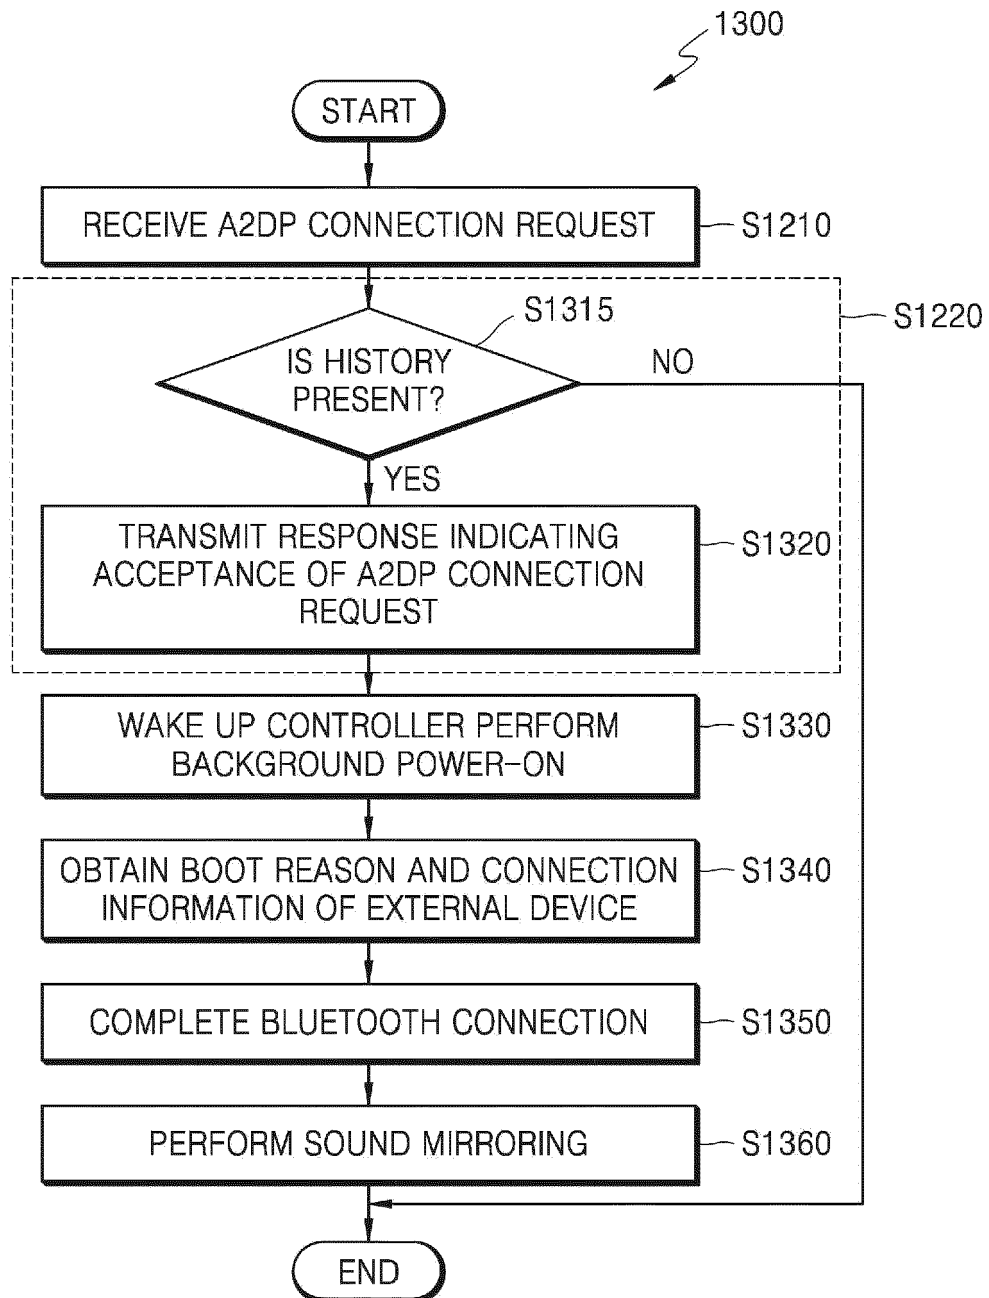 1300
START
RECEIVE A2DP CONNECTION REQUEST
S1210
S1315
S1220
IS HISTORY
PRESENT?
NO
YES
TRANSMIT RESPONSE INDICATING
ACCEPTANCE OF A2DP CONNECTION
REQUEST
S1320
WAKE UP CONTROLLER PERFORM
BACKGROUND POWER-ON
S1330
OBTAIN BOOT REASON AND CONNECTION
INFORMATION OF EXTERNAL DEVICE
S1340
COMPLETE BLUETOOTH CONNECTION
S1350
PERFORM SOUND MIRRORING
S1360
END